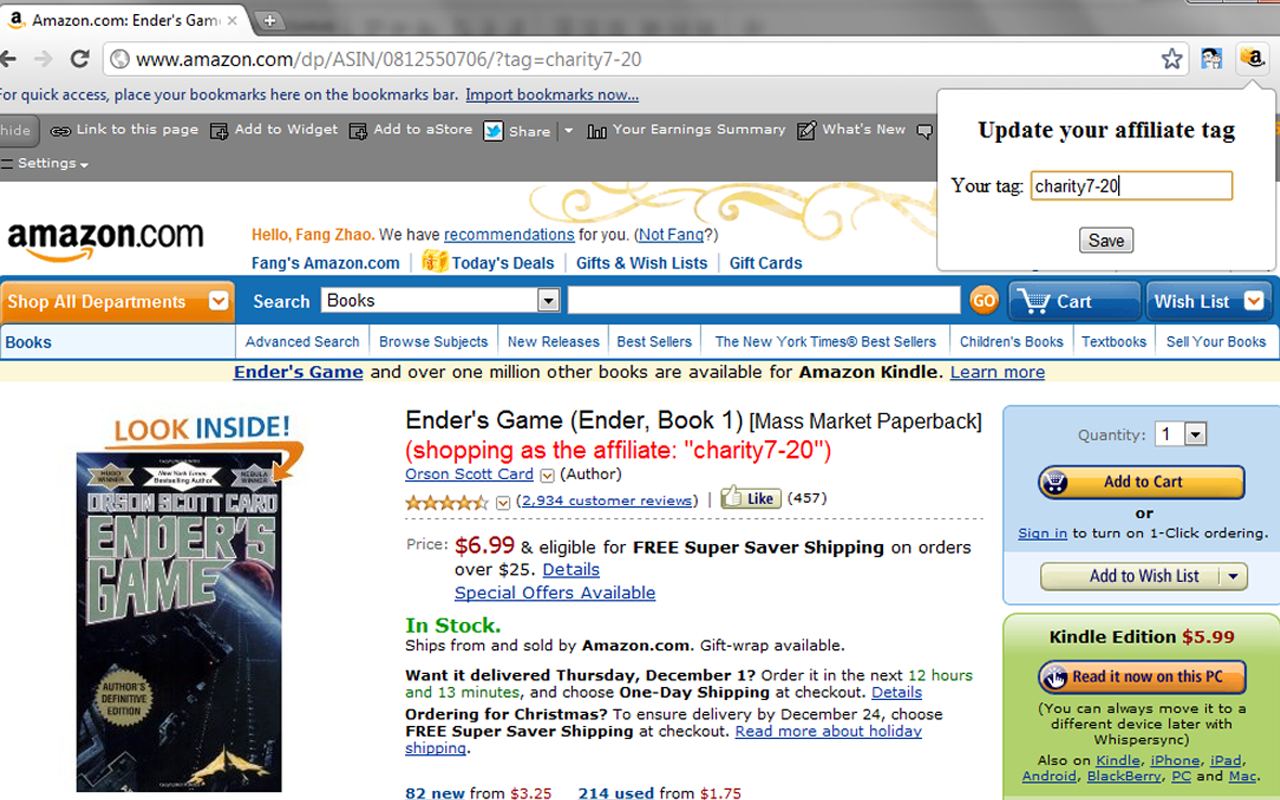 Amazon.com: Ender's Gam
www.amazon.com/dp/ASIN/0812550706/?tag=charity7-20
For quick access, place your bookmarks here on the bookmarks bar. Import bookmarks now...
hide Link to this page Add to Widget Add to aStore Share Your Earnings Summary What's New
Settings
Update your affiliate tag
Your tag: charity7-20
Save
amazon.com
Hello, Fang Zhao. We have recommendations for you. (Not Fang?)
Fang's Amazon.com Today's Deals Gifts & Wish Lists Gift Cards
Shop All Departments Search Books GO Cart Wish List
Books Advanced Search Browse Subjects New Releases Best Sellers The New York Times® Best Sellers Children's Books Textbooks Sell Your Books
Ender's Game and over one million other books are available for Amazon Kindle. Learn more
LOOK INSIDE!
HUGO WINNER New York Times Bestselling Author NEBULA WINNER
ORSON SCOTT CARD
ENDER'S
GAME
AUTHOR'S
DEFINITIVE
EDITION
Ender's Game (Ender, Book 1) [Mass Market Paperback]
(shopping as the affiliate: "charity7-20")
Orson Scott Card (Author)
(2,934 customer reviews) | Like (457)
Price: $6.99 & eligible for FREE Super Saver Shipping on orders
over $25. Details
Special Offers Available
In Stock.
Ships from and sold by Amazon.com. Gift-wrap available.
Want it delivered Thursday, December 1? Order it in the next 12 hours
and 13 minutes, and choose One-Day Shipping at checkout. Details
Ordering for Christmas? To ensure delivery by December 24, choose
FREE Super Saver Shipping at checkout. Read more about holiday
shipping.
82 new from $3.25 214 used from $1.75
Quantity: 1
Add to Cart
or
Sign in to turn on 1-Click ordering.
Add to Wish List
Kindle Edition $5.99
Read it now on this PC
(You can always move it to a
different device later with
Whispersync)
Also on Kindle, iPhone, iPad,
Android, BlackBerry, PC and Mac.